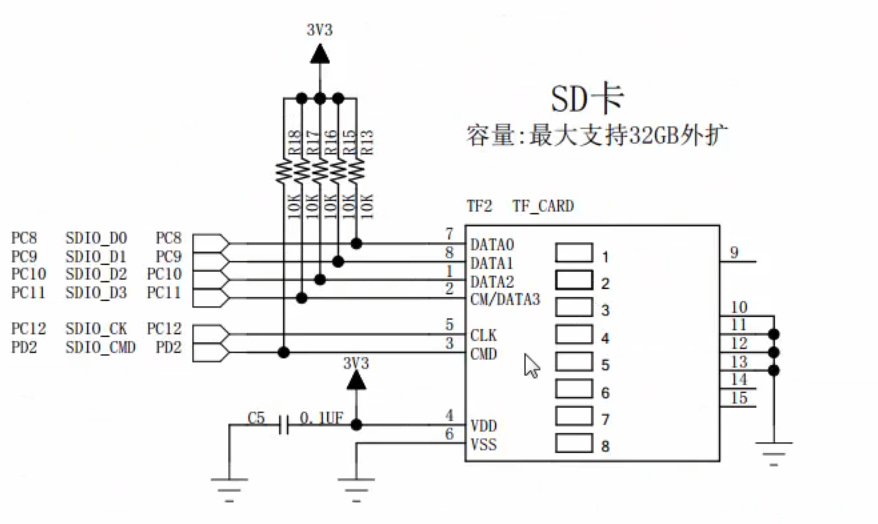 3V3
SD卡
容量:最大支持32GB外扩
R18
R17
R16
R15
R13
10K
10K
10K
10K
10K
TF2 TF_CARD
PC8 SDIO_D0 PC8
PC9 SDIO_D1 PC9
PC10 SDIO_D2 PC10
PC11 SDIO_D3 PC11
PC12 SDIO_CK PC12
PD2 SDIO_CMD PD2
7 DATA0
8 DATA1
1 DATA2
2 CM/DATA3
5 CLK
3 CMD
4 VDD
6 VSS
3V3
C5 0.1UF
1
2
3
4
5
6
7
8
9
10
11
12
13
14
15